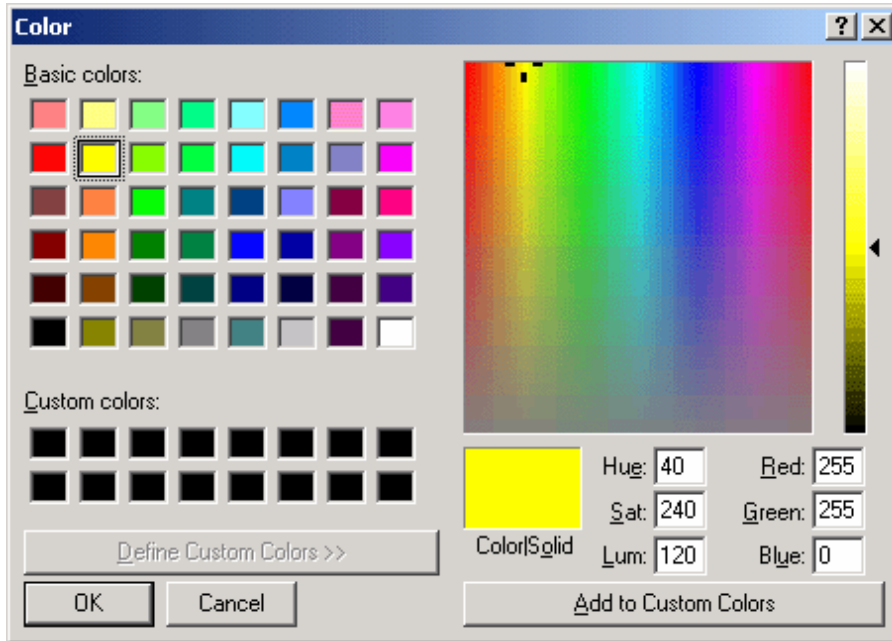 Color
Basic colors:
Custom colors:
Define Custom Colors >>
OK Cancel
Color|Solid
Hue: 40 Red: 255
Sat: 240 Green: 255
Lum: 120 Blue: 0
Add to Custom Colors